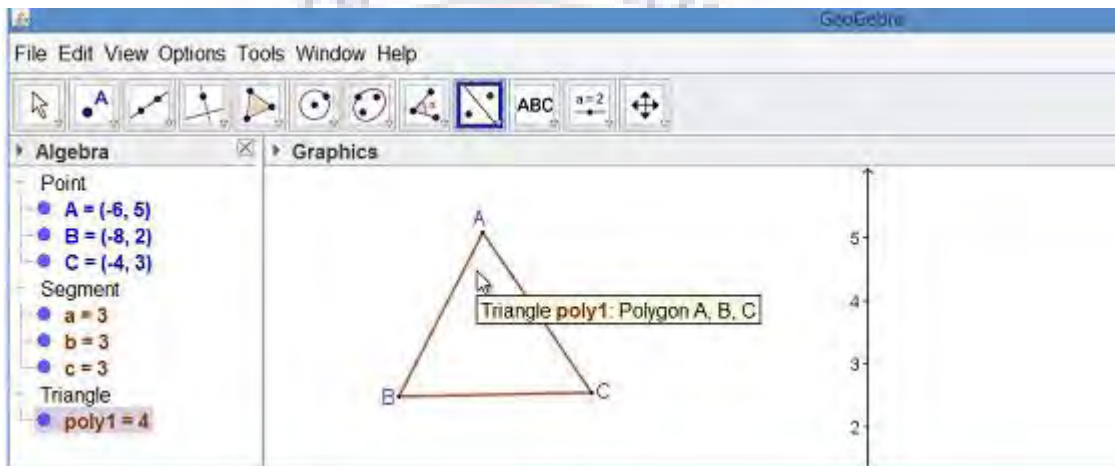 GeoGebra
File Edit View Options Tools Window Help
A
ABC
a=2
Algebra
Graphics
Point
A = (-6, 5)
B = (-8, 2)
C = (-4, 3)
Segment
a = 3
b = 3
c = 3
Triangle
poly1 = 4
A
Triangle poly1: Polygon A, B, C
B
C
5
4
3
2